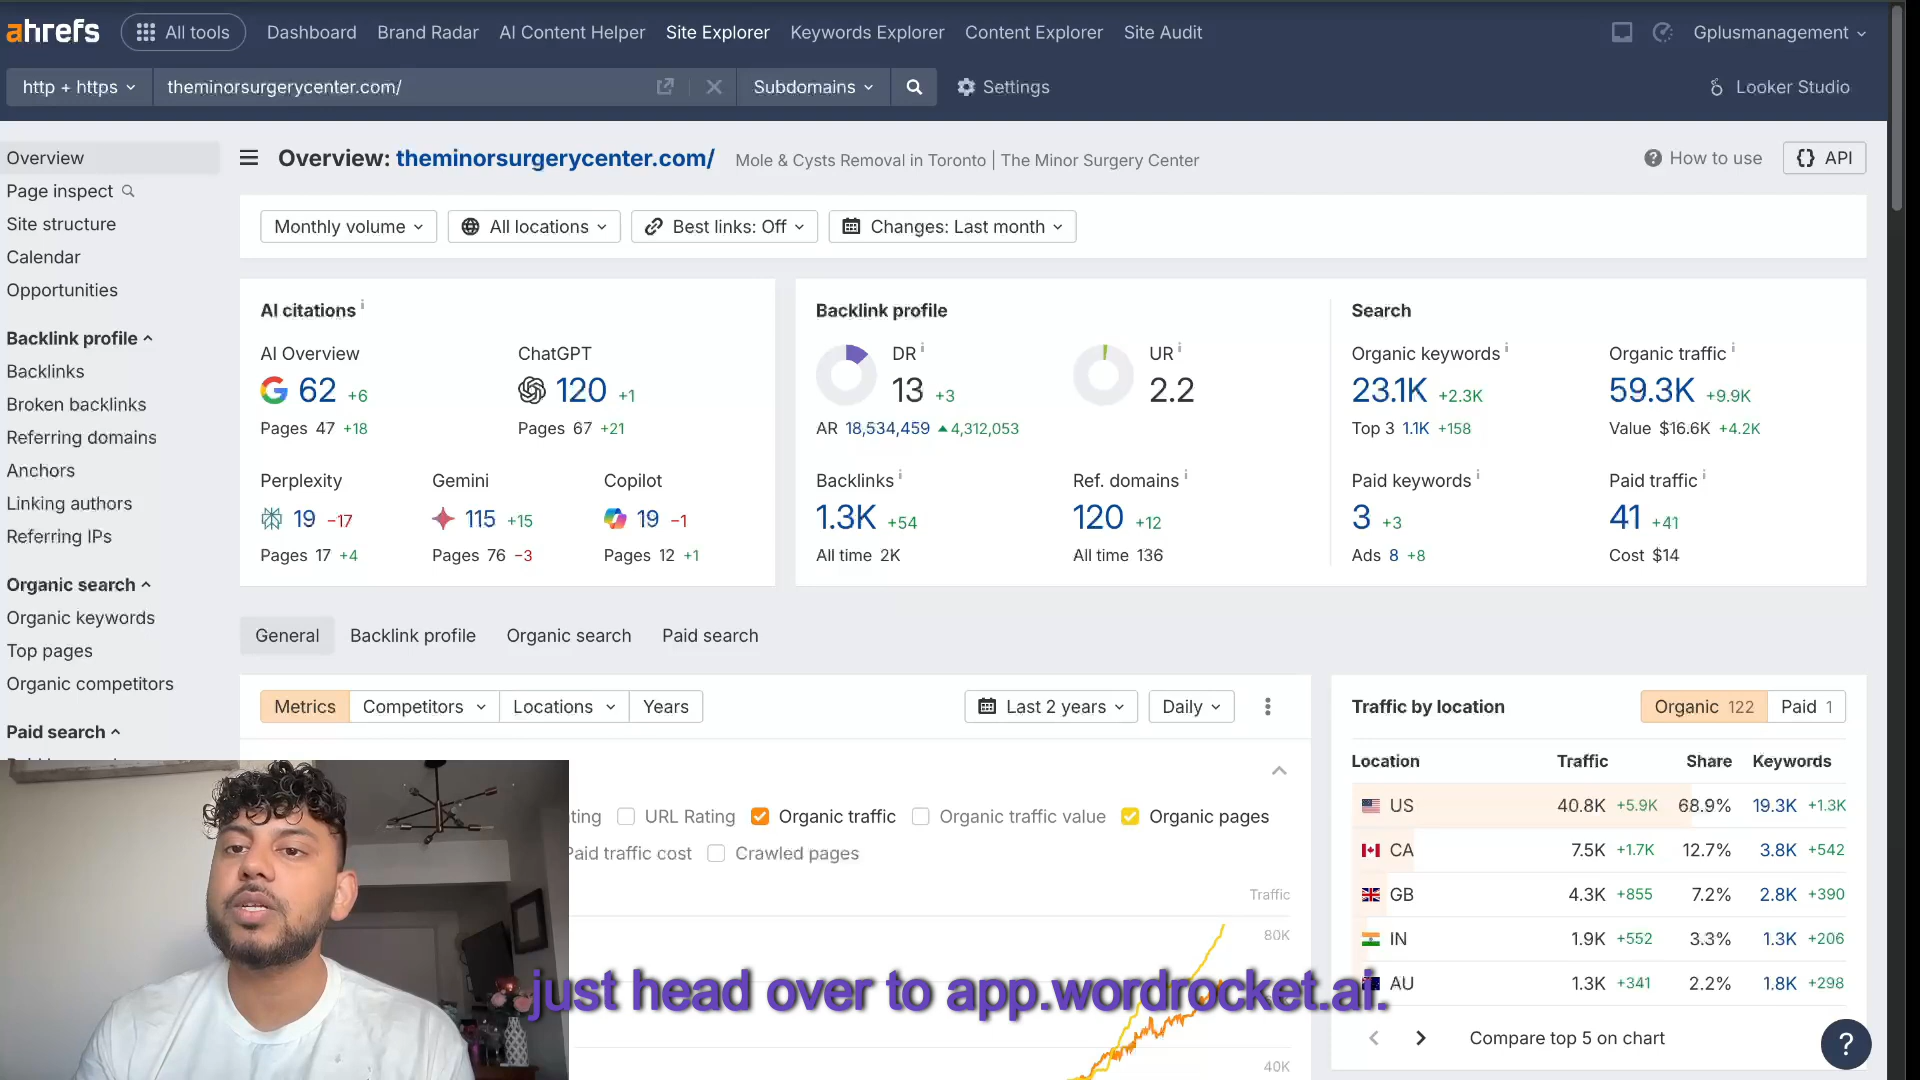 ahrefs
All tools
Dashboard
Brand Radar
AI Content Helper
Site Explorer
Keywords Explorer
Content Explorer
Site Audit
Gplusmanagement
http + https
theminorsurgerycenter.com/
Subdomains
Settings
Looker Studio
Overview
Page inspect
Site structure
Calendar
Opportunities
Backlink profile
Backlinks
Broken backlinks
Referring domains
Anchors
Linking authors
Referring IPs
Organic search
Organic keywords
Top pages
Organic competitors
Paid search
Overview: theminorsurgerycenter.com/
Mole & Cysts Removal in Toronto | The Minor Surgery Center
How to use
API
Monthly volume
All locations
Best links: Off
Changes: Last month
AI citations
AI Overview
62 +6
Pages 47 +18
ChatGPT
120 +1
Pages 67 +21
Perplexity
19 −17
Pages 17 +4
Gemini
115 +15
Pages 76 −3
Copilot
19 −1
Pages 12 +1
Backlink profile
DR
13 +3
AR 18,534,459 4,312,053
UR
2.2
Backlinks
1.3K +54
All time 2K
Ref. domains
120 +12
All time 136
Search
Organic keywords
23.1K +2.3K
Top 3 1.1K +158
Organic traffic
59.3K +9.9K
Value $16.6K +4.2K
Paid keywords
3 +3
Ads 8 +8
Paid traffic
41 +41
Cost $14
General
Backlink profile
Organic search
Paid search
Metrics
Competitors
Locations
Years
Last 2 years
Daily
URL Rating
Organic traffic
Organic traffic value
Organic pages
Paid traffic cost
Crawled pages
Traffic
80K
40K
Traffic by location
Organic 122
Paid 1
Location Traffic Share Keywords
US 40.8K +5.9K 68.9% 19.3K +1.3K
CA 7.5K +1.7K 12.7% 3.8K +542
GB 4.3K +855 7.2% 2.8K +390
IN 1.9K +552 3.3% 1.3K +206
AU 1.3K +341 2.2% 1.8K +298
Compare top 5 on chart
?
just head over to app.wordrocket.ai.